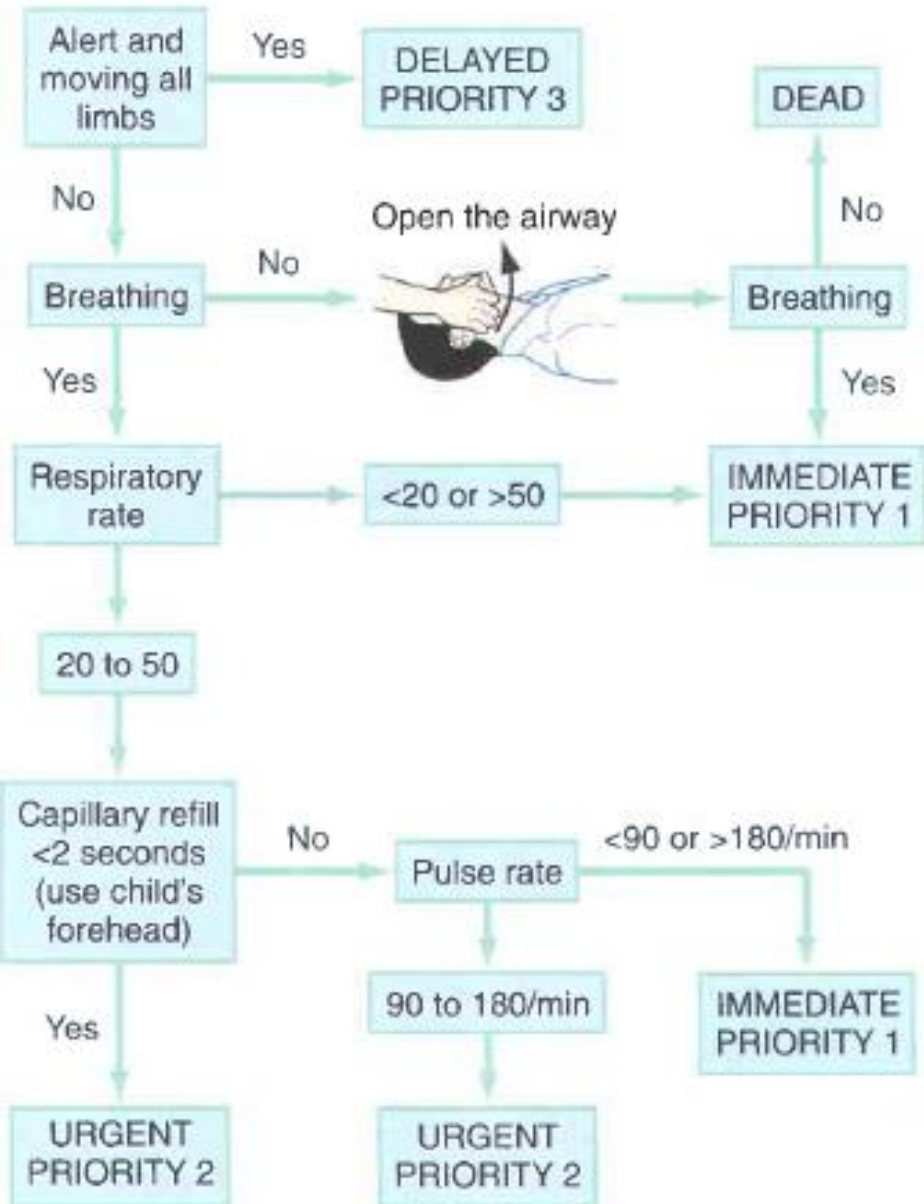 Alert and
moving all
limbs
Yes
DELAYED
PRIORITY 3
DEAD
No
No
Open the airway
Breathing
No
Breathing
Yes
Yes
Respiratory
rate
<20 or >50
IMMEDIATE
PRIORITY 1
20 to 50
Capillary refill
<2 seconds
(use child's
forehead)
No
Pulse rate
<90 or >180/min
90 to 180/min
IMMEDIATE
PRIORITY 1
Yes
URGENT
PRIORITY 2
URGENT
PRIORITY 2